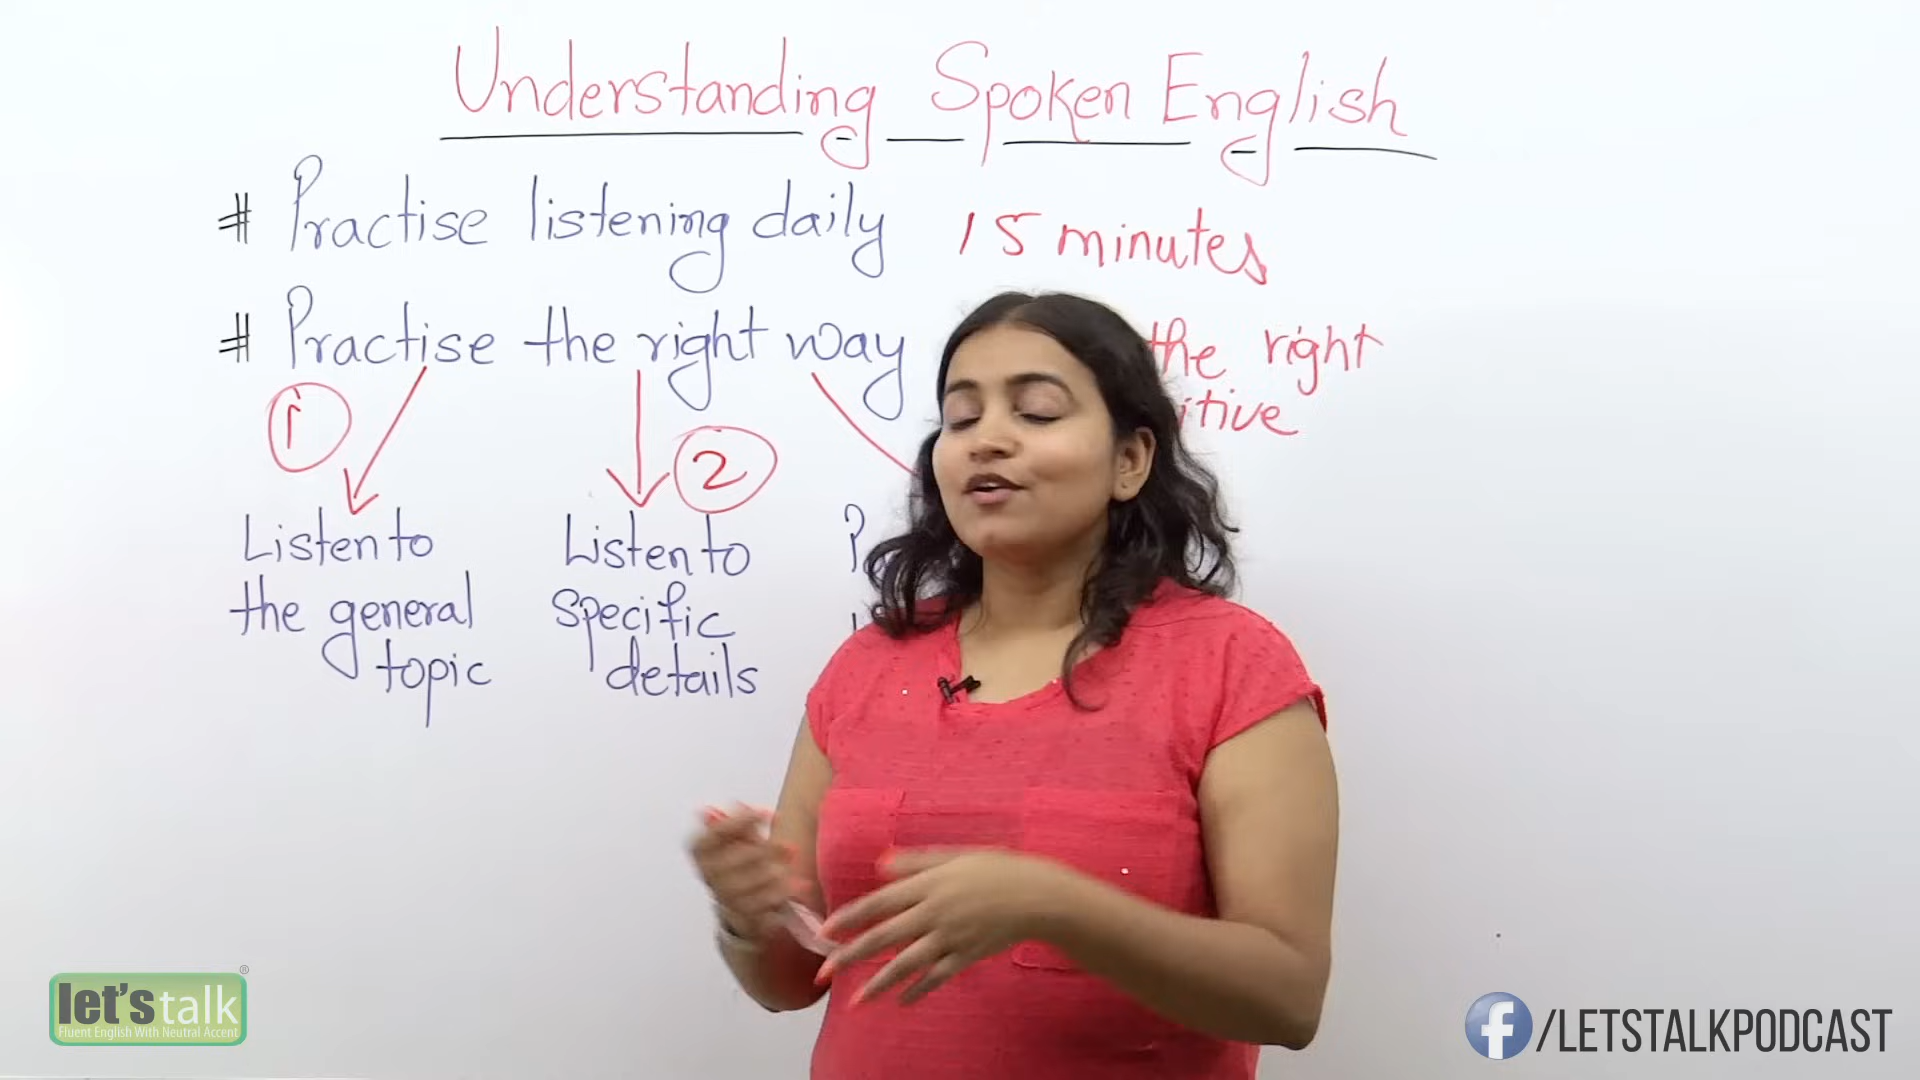 Understanding Spoken English
# Practise listening daily 15 minutes
# Practise the right way the right
1 2
Listen to
the general
topic
Listen to
specific
details
let's talk®
Fluent English With Neutral Accent
f /LETSTALKPODCAST